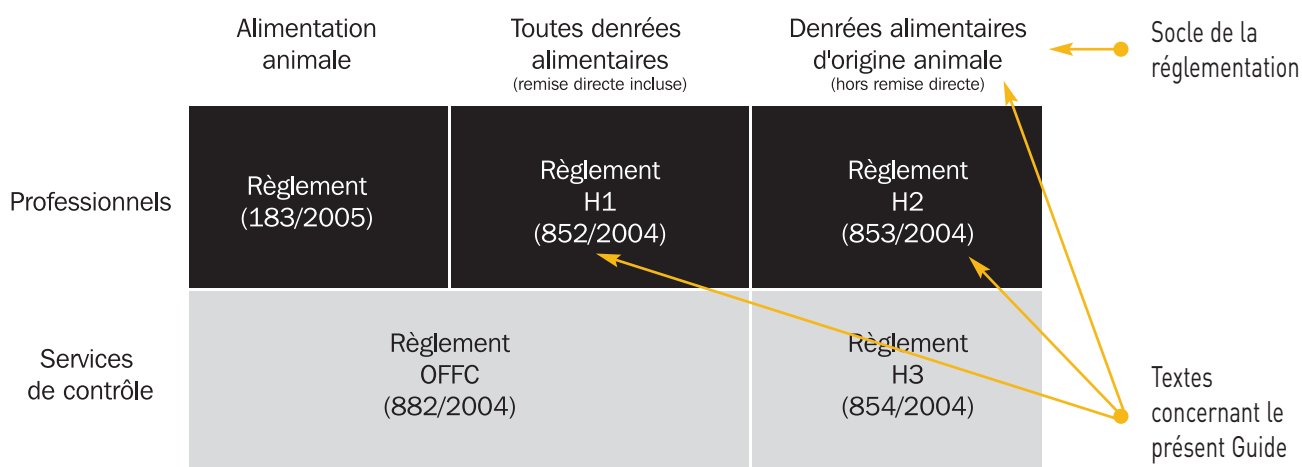 Alimentation
animale
Toutes denrées
alimentaires
(remise directe incluse)
Denrées alimentaires
d'origine animale
(hors remise directe)
Socle de la
réglementation
Professionnels
Règlement
(183/2005)
Règlement
H1
(852/2004)
Règlement
H2
(853/2004)
Services
de contrôle
Règlement
OFFC
(882/2004)
Règlement
H3
(854/2004)
Textes
concernant le
présent Guide